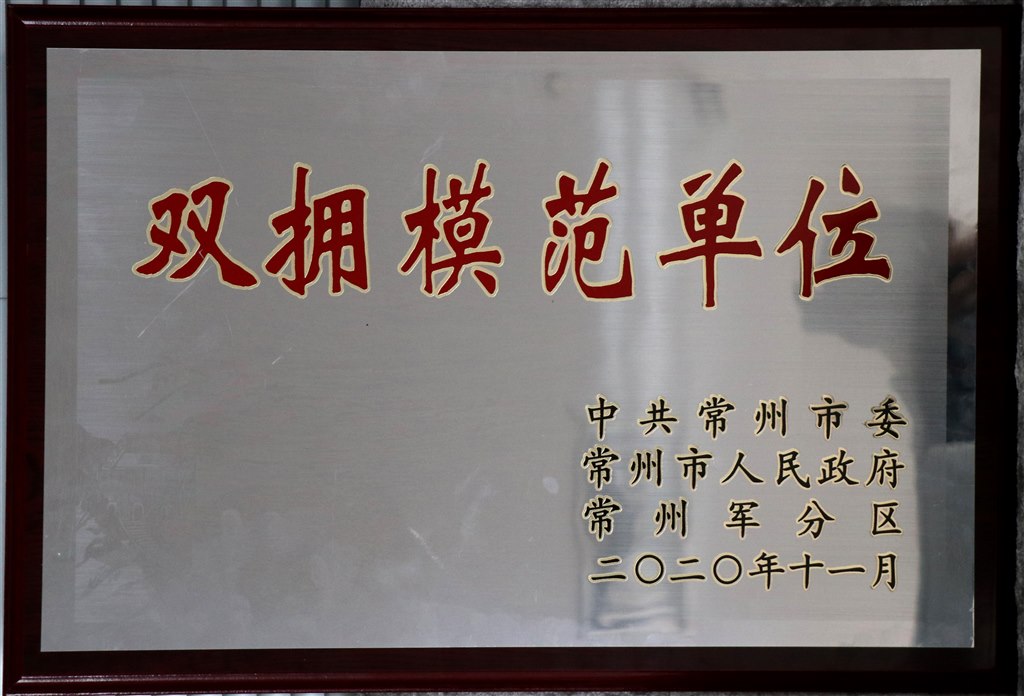 双拥模范单位
中共常州市委
常州市人民政府
常州军分区
二〇二〇年十一月